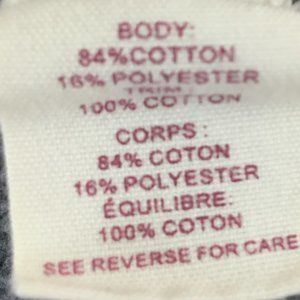 BODY:
84%COTTON
16% POLYESTER
TRIM:
100% COTTON
CORPS:
84% COTON
16% POLYESTER
ÉQUILIBRE:
100% COTON
SEE REVERSE FOR CARE